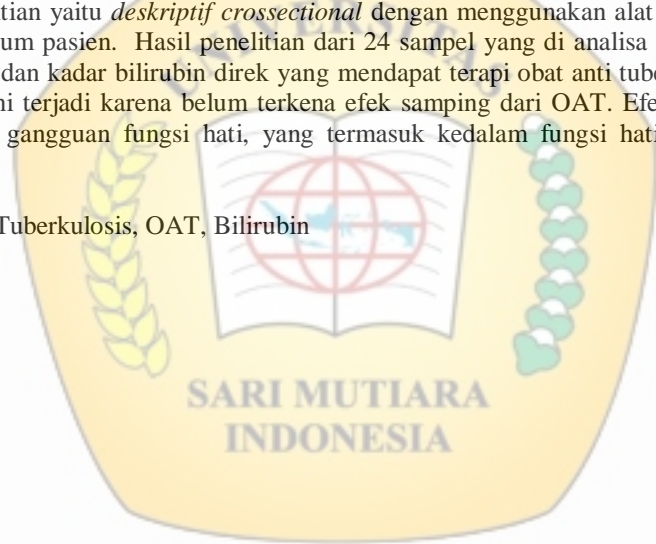 tian yaitu deskriptif crossectional dengan menggunakan alat
um pasien. Hasil penelitian dari 24 sampel yang di analisa
dan kadar bilirubin direk yang mendapat terapi obat anti tube
ni terjadi karena belum terkena efek samping dari OAT. Efe
gangguan fungsi hati, yang termasuk kedalam fungsi hati
Tuberkulosis, OAT, Bilirubin
UNIVERSITAS
SARI MUTIARA
INDONESIA